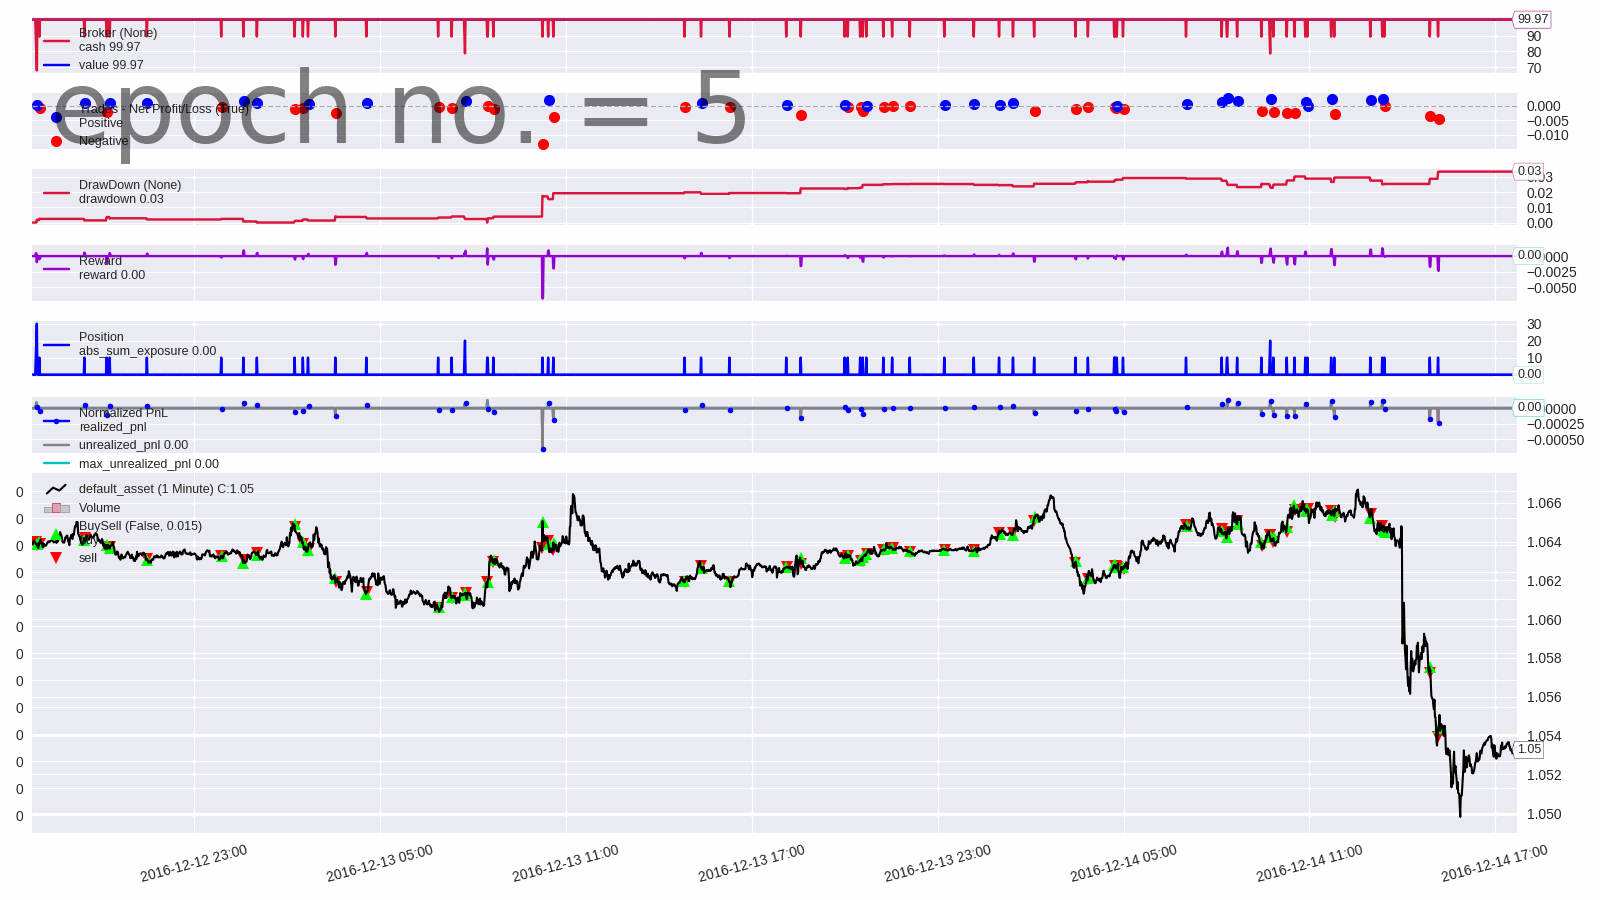 Broker (None)
cash 99.97
value 99.97
99.97
90
80
70
epoch no. = 5
Trades - Net Profit/Loss (True)
Positive
Negative
0.000
−0.005
−0.010
DrawDown (None)
drawdown 0.03
0.03
0.02
0.01
0.00
Reward
reward 0.00
0.00
−0.0025
−0.0050
Position
abs_sum_exposure 0.00
30
20
10
0.00
Normalized PnL
realized_pnl
unrealized_pnl 0.00
max_unrealized_pnl 0.00
0.00
−0.00025
−0.00050
default_asset (1 Minute) C:1.05
Volume
BuySell (False, 0.015)
buy
sell
0
0
0
0
0
0
0
0
0
0
0
0
0
1.066
1.064
1.062
1.060
1.058
1.056
1.054
1.05
1.052
1.050
2016-12-12 23:00
2016-12-13 05:00
2016-12-13 11:00
2016-12-13 17:00
2016-12-13 23:00
2016-12-14 05:00
2016-12-14 11:00
2016-12-14 17:00